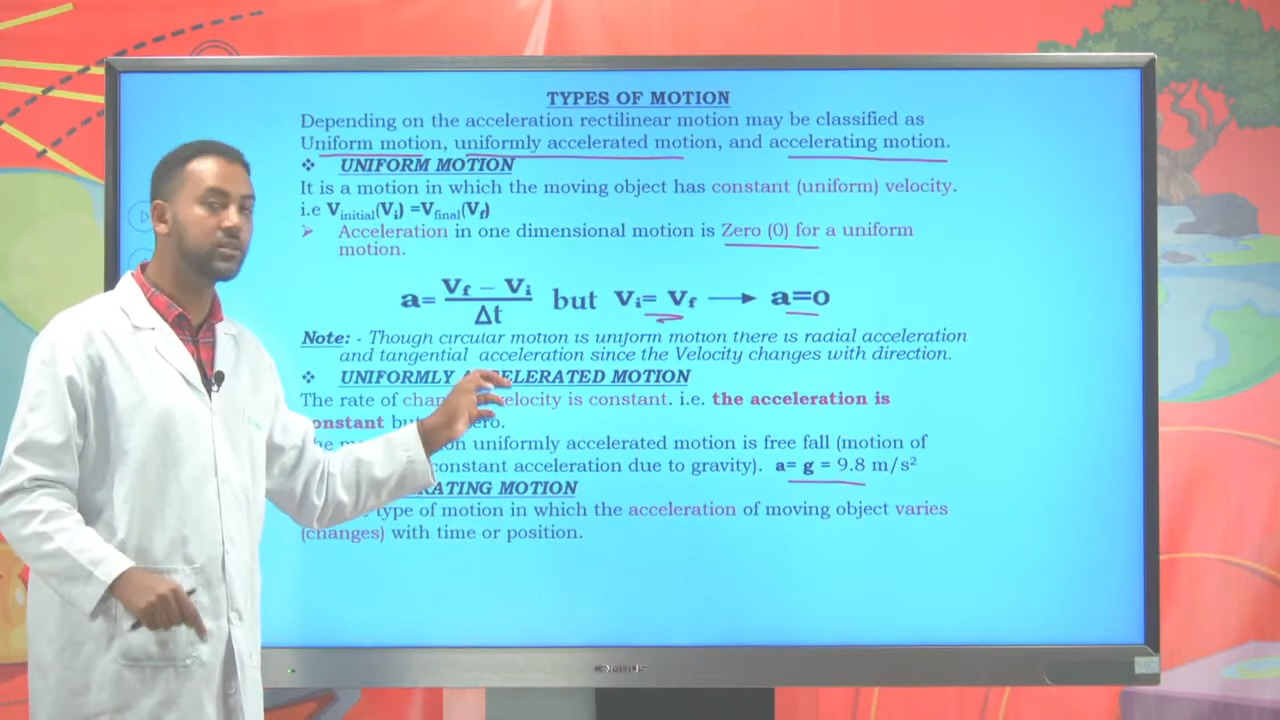 TYPES OF MOTION
Depending on the acceleration rectilinear motion may be classified as
Uniform motion, uniformly accelerated motion, and accelerating motion.
❖ UNIFORM MOTION
It is a motion in which the moving object has constant (uniform) velocity.
i.e Vinitial(Vi) =Vfinal(Vf)
➢ Acceleration in one dimensional motion is Zero (0) for a uniform
motion.
a= Vf – Vi / Δt but Vi= Vf → a=0
Note: - Though circular motion is uniform motion there is radial acceleration
and tangential acceleration since the Velocity changes with direction.
❖ UNIFORMLY ACCELERATED MOTION
The rate of velocity is constant. i.e. the acceleration is
constant
uniformly accelerated motion is free fall (motion of
constant acceleration due to gravity). a= g = 9.8 m/s²
RATING MOTION
type of motion in which the acceleration of moving object varies
(changes) with time or position.